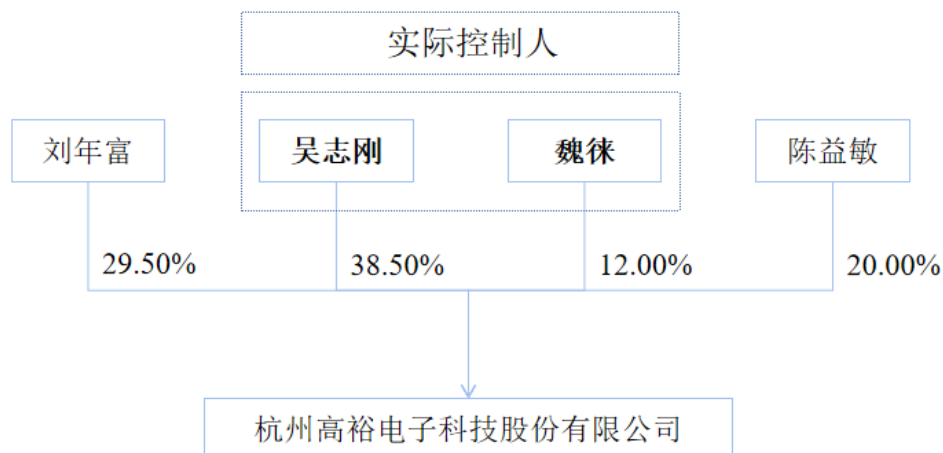 实际控制人
刘年富 吴志刚 魏徕 陈益敏
29.50% 38.50% 12.00% 20.00%
杭州高裕电子科技股份有限公司